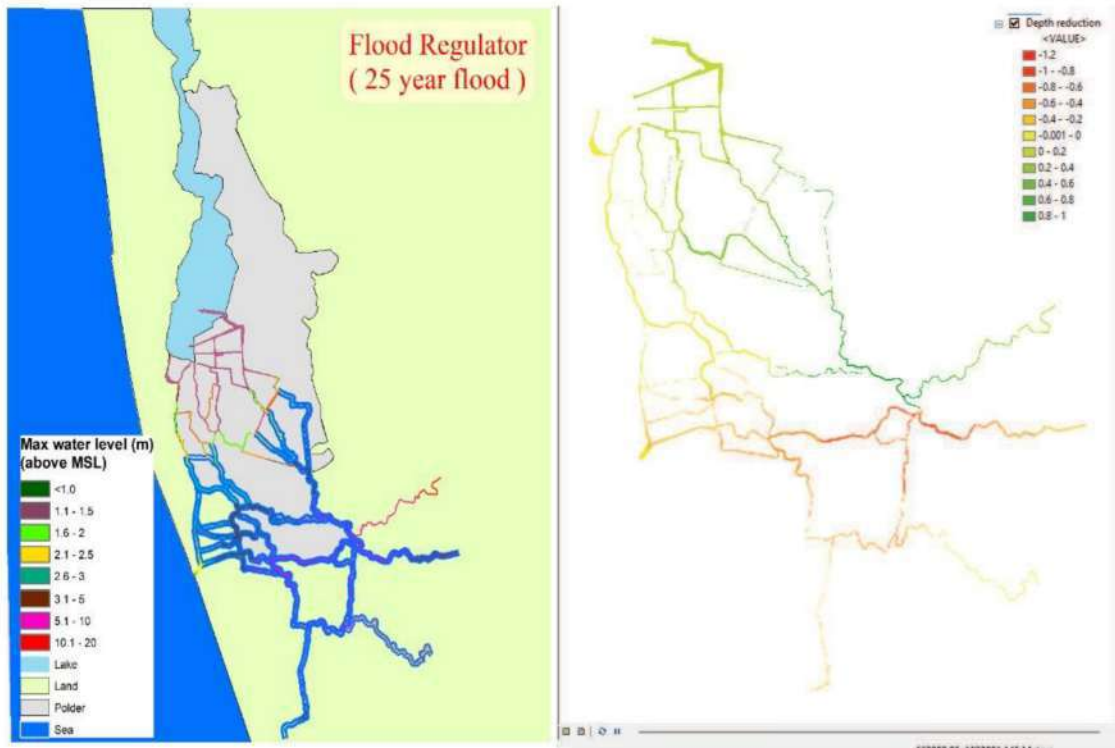 Flood Regulator
( 25 year flood )
Max water level (m)
(above MSL)
<1.0
1.1 - 1.5
1.6 - 2
2.1 - 2.5
2.6 - 3
3.1 - 5
5.1 - 10
10.1 - 20
Lake
Land
Polder
Sea
Depth reduction
<VALUE>
-1.2
-1 - -0.8
-0.8 - -0.6
-0.6 - -0.4
-0.4 - -0.2
-0.001 - 0
0 - 0.2
0.2 - 0.4
0.4 - 0.6
0.6 - 0.8
0.8 - 1